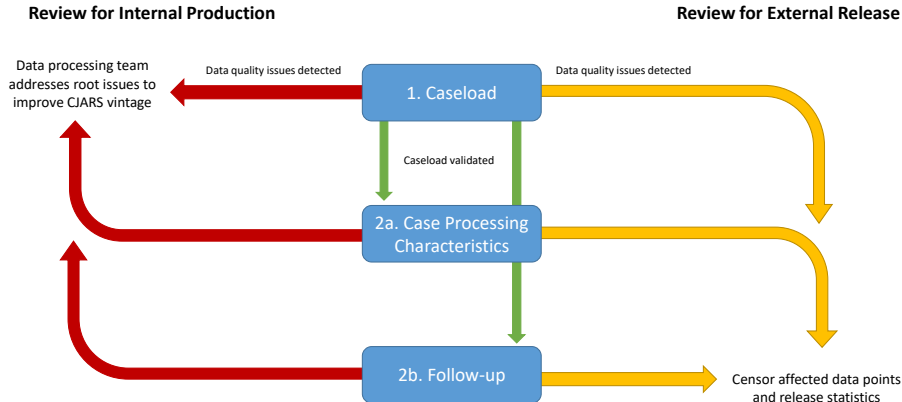 Review for Internal Production
Review for External Release
Data processing team
addresses root issues to
improve CJARS vintage
Data quality issues detected
1. Caseload
Data quality issues detected
Caseload validated
2a. Case Processing
Characteristics
2b. Follow-up
Censor affected data points
and release statistics